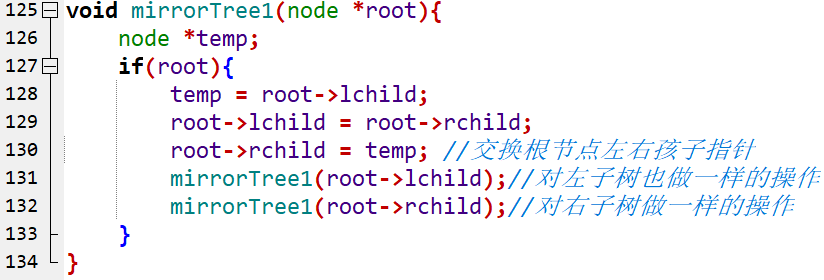 125 void mirrorTree1(node *root){
126     node *temp;
127     if(root){
128         temp = root->lchild;
129         root->lchild = root->rchild;
130         root->rchild = temp; //交换根节点左右孩子指针
131         mirrorTree1(root->lchild);//对左子树也做一样的操作
132         mirrorTree1(root->rchild);//对右子树做一样的操作
133     }
134 }